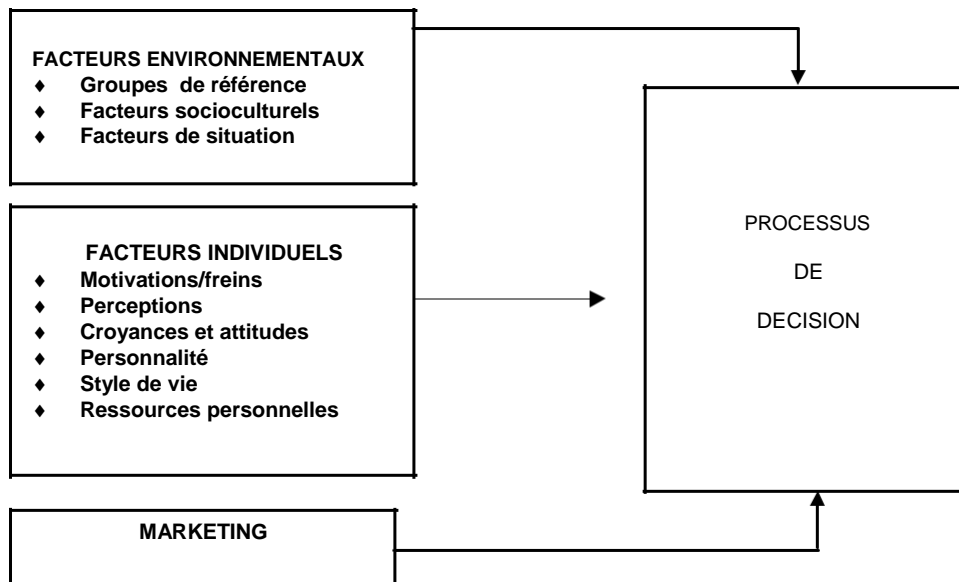 FACTEURS ENVIRONNEMENTAUX
♦ Groupes de référence
♦ Facteurs socioculturels
♦ Facteurs de situation
FACTEURS INDIVIDUELS
♦ Motivations/freins
♦ Perceptions
♦ Croyances et attitudes
♦ Personnalité
♦ Style de vie
♦ Ressources personnelles
MARKETING
PROCESSUS
DE
DECISION